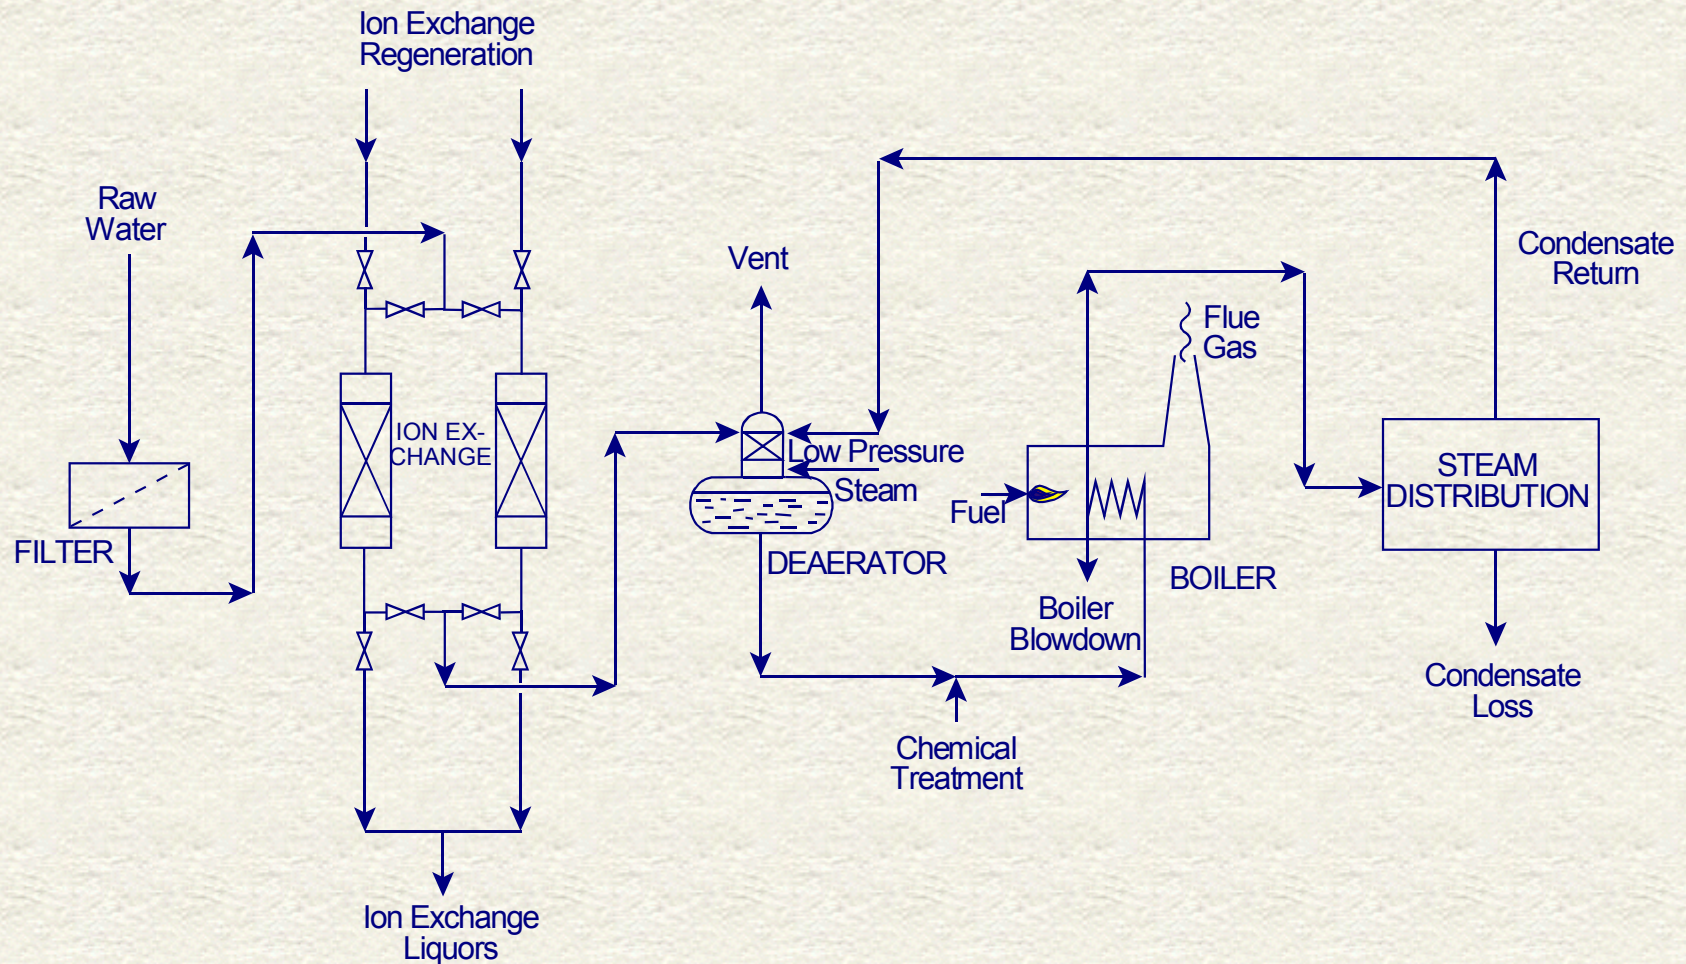 Ion Exchange
Regeneration
Raw
Water
Vent
Condensate
Return
Flue
Gas
ION EX-
CHANGE
Low Pressure
Steam
STEAM
DISTRIBUTION
Fuel
FILTER
DEAERATOR
BOILER
Boiler
Blowdown
Condensate
Loss
Chemical
Treatment
Ion Exchange
Liquors